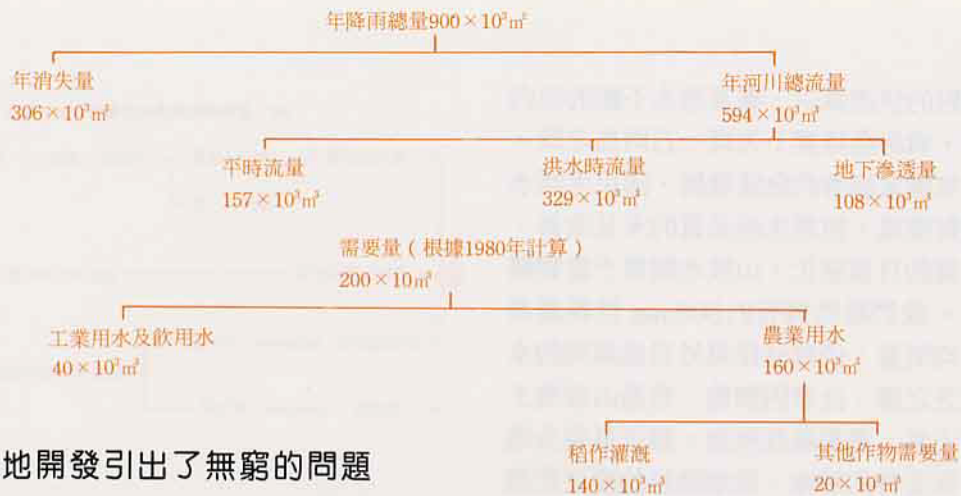 年降雨總量900×10³㎥
年消失量
306×10³㎥
年河川總流量
594×10³㎥
平時流量
157×10³㎥
洪水時流量
329×10³㎥
地下滲透量
108×10³㎥
需要量（根據1980年計算）
200×10㎥
工業用水及飲用水
40×10³㎥
農業用水
160×10³㎥
稻作灌溉
140×10³㎥
其他作物需要量
20×10³㎥
地開發引出了無窮的問題